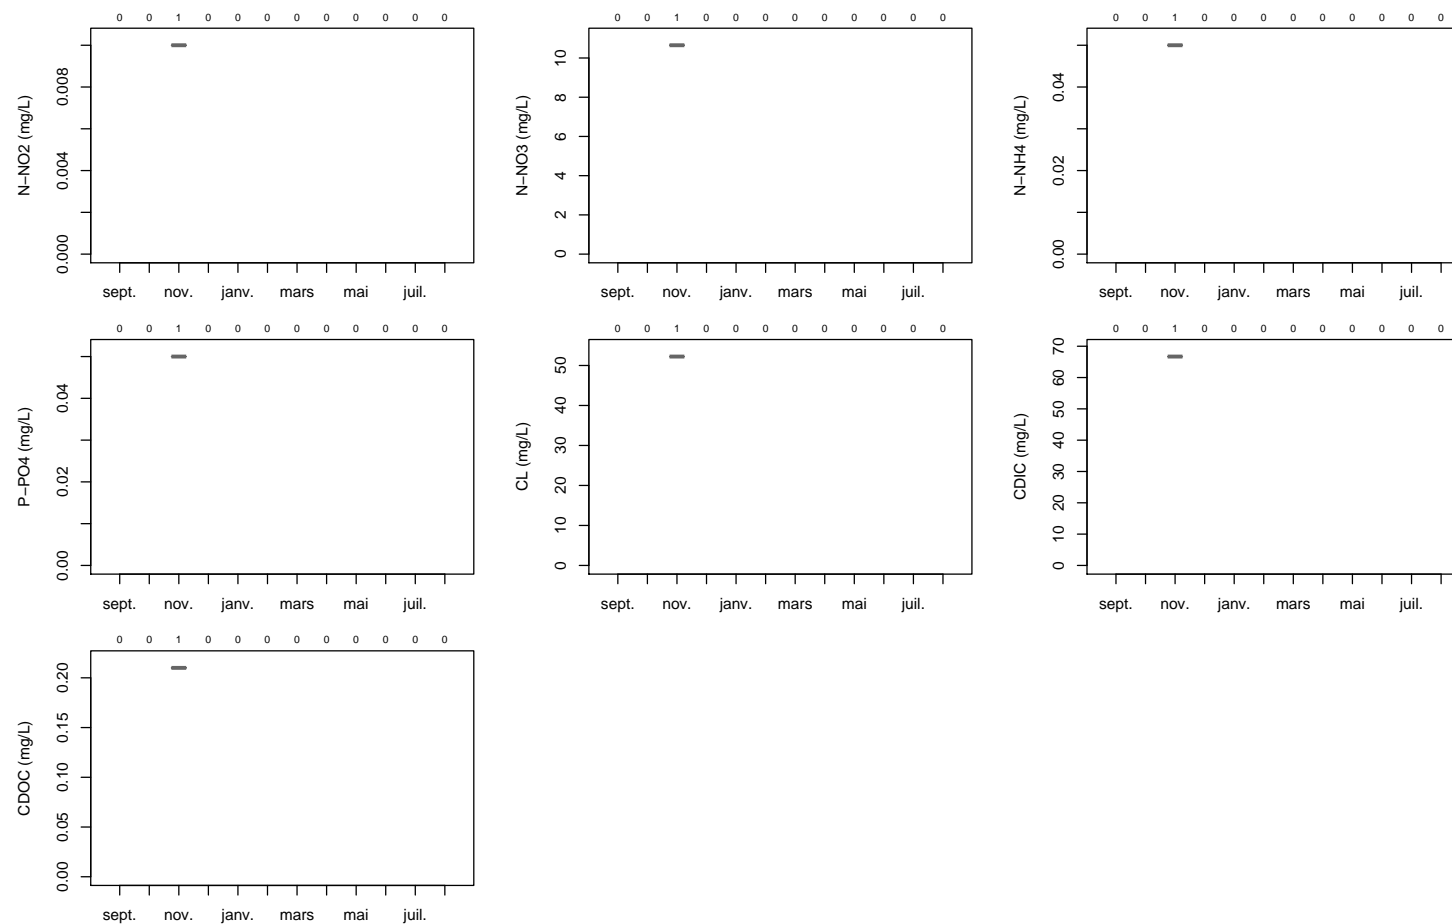 0 0 1 0 0 0 0 0 0 0 0 0
N−NO2 (mg/L)
0.000 0.004 0.008
sept. nov. janv. mars mai juil.
0 0 1 0 0 0 0 0 0 0 0 0
N−NO3 (mg/L)
0 2 4 6 8 10
sept. nov. janv. mars mai juil.
0 0 1 0 0 0 0 0 0 0 0 0
N−NH4 (mg/L)
0.00 0.02 0.04
sept. nov. janv. mars mai juil.
0 0 1 0 0 0 0 0 0 0 0 0
P−PO4 (mg/L)
0.00 0.02 0.04
sept. nov. janv. mars mai juil.
0 0 1 0 0 0 0 0 0 0 0 0
CL (mg/L)
0 10 20 30 40 50
sept. nov. janv. mars mai juil.
0 0 1 0 0 0 0 0 0 0 0 0
CDIC (mg/L)
0 10 20 30 40 50 60 70
sept. nov. janv. mars mai juil.
0 0 1 0 0 0 0 0 0 0 0 0
CDOC (mg/L)
0.00 0.05 0.10 0.15 0.20
sept. nov. janv. mars mai juil.